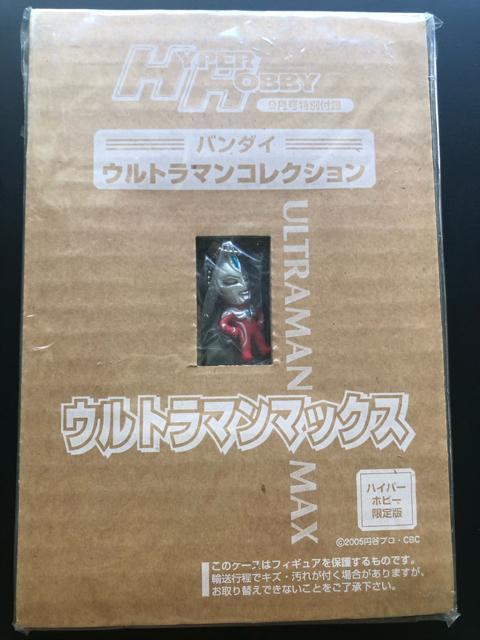 HYPER
HOBBY
9月号特別付録
バンダイ
ウルトラマンコレクション
ULTRAMAN MAX
ウルトラマンマックス
ハイパー
ホビー
限定版
©2005円谷プロ・CBC
このケースはフィギュアを保護するものです。
輸送行程でキズ・汚れが付く場合がありますが、
お取り替えできないことをご了承下さい。